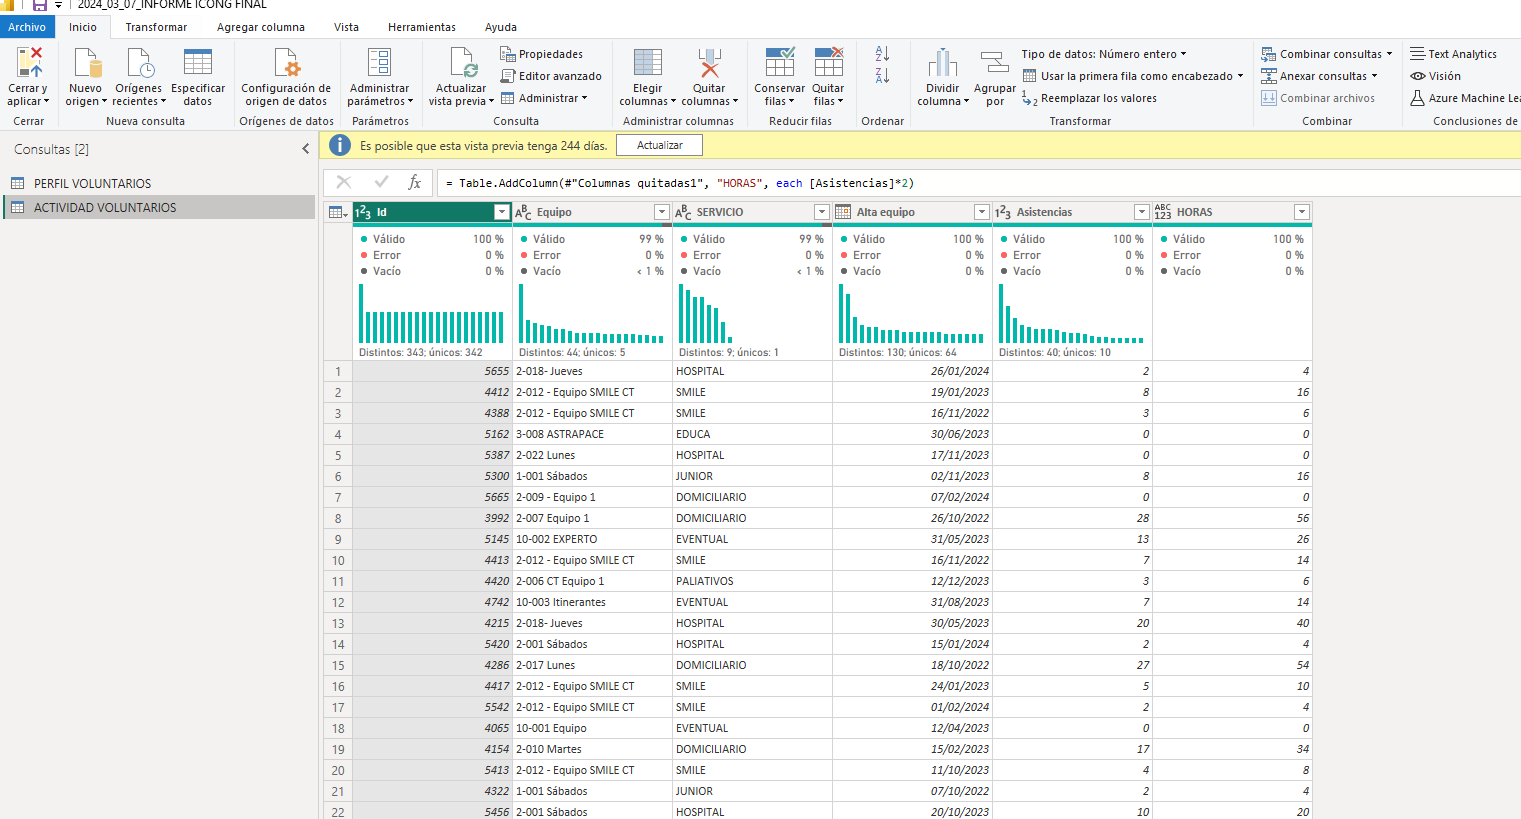 2024_03_07_INFORME ICONG FINAL
Archivo Inicio Transformar Agregar columna Vista Herramientas Ayuda
Cerrar y aplicar
Cerrar
Nuevo origen
Orígenes recientes
Especificar datos
Nueva consulta
Configuración de origen de datos
Orígenes de datos
Administrar parámetros
Parámetros
Actualizar vista previa
Propiedades
Editor avanzado
Administrar
Consulta
Elegir columnas
Quitar columnas
Administrar columnas
Conservar filas
Quitar filas
Reducir filas
Ordenar
Dividir columna
Agrupar por
Tipo de datos: Número entero
Usar la primera fila como encabezado
Reemplazar los valores
Transformar
Combinar consultas
Anexar consultas
Combinar archivos
Combinar
Text Analytics
Visión
Azure Machine Lea
Conclusiones de
Consultas [2]
PERFIL VOLUNTARIOS
ACTIVIDAD VOLUNTARIOS
Es posible que esta vista previa tenga 244 días. Actualizar
= Table.AddColumn(#"Columnas quitadas1", "HORAS", each [Asistencias]*2)
Id Equipo SERVICIO Alta equipo Asistencias HORAS
Válido 100 % Válido 99 % Válido 99 % Válido 100 % Válido 100 % Válido 100 %
Error 0 % Error 0 % Error 0 % Error 0 % Error 0 % Error 0 %
Vacío 0 % Vacío < 1 % Vacío < 1 % Vacío 0 % Vacío 0 % Vacío 0 %
Distintos: 343; únicos: 342 Distintos: 44; únicos: 5 Distintos: 9; únicos: 1 Distintos: 130; únicos: 64 Distintos: 40; únicos: 10
1 5655 2-018- Jueves HOSPITAL 26/01/2024 2 4
2 4412 2-012 - Equipo SMILE CT SMILE 19/01/2023 8 16
3 4388 2-012 - Equipo SMILE CT SMILE 16/11/2022 3 6
4 5162 3-008 ASTRAPACE EDUCA 30/06/2023 0 0
5 5387 2-022 Lunes HOSPITAL 17/11/2023 0 0
6 5300 1-001 Sábados JUNIOR 02/11/2023 8 16
7 5665 2-009 - Equipo 1 DOMICILIARIO 07/02/2024 0 0
8 3992 2-007 Equipo 1 DOMICILIARIO 26/10/2022 28 56
9 5145 10-002 EXPERTO EVENTUAL 31/05/2023 13 26
10 4413 2-012 - Equipo SMILE CT SMILE 16/11/2022 7 14
11 4420 2-006 CT Equipo 1 PALIATIVOS 12/12/2023 3 6
12 4742 10-003 Itinerantes EVENTUAL 31/08/2023 7 14
13 4215 2-018- Jueves HOSPITAL 30/05/2023 20 40
14 5420 2-001 Sábados HOSPITAL 15/01/2024 2 4
15 4286 2-017 Lunes DOMICILIARIO 18/10/2022 27 54
16 4417 2-012 - Equipo SMILE CT SMILE 24/01/2023 5 10
17 5542 2-012 - Equipo SMILE CT SMILE 01/02/2024 2 4
18 4065 10-001 Equipo EVENTUAL 12/04/2023 0 0
19 4154 2-010 Martes DOMICILIARIO 15/02/2023 17 34
20 5413 2-012 - Equipo SMILE CT SMILE 11/10/2023 4 8
21 4322 1-001 Sábados JUNIOR 07/10/2022 2 4
22 5456 2-001 Sábados HOSPITAL 20/10/2023 10 20